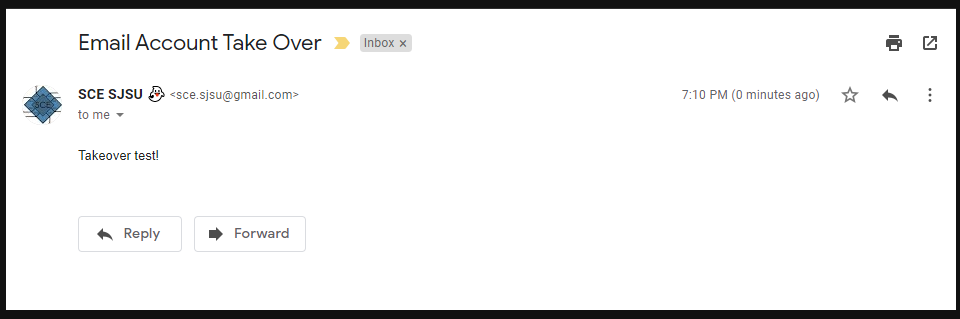 Email Account Take Over Inbox ×
SCE
SCE SJSU <sce.sjsu@gmail.com> 7:10 PM (0 minutes ago)
to me
Takeover test!
Reply Forward